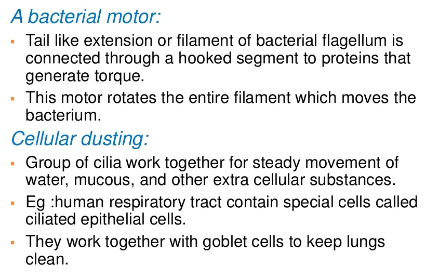 A bacterial motor:
▪ Tail like extension or filament of bacterial flagellum is
connected through a hooked segment to proteins that
generate torque.
▪ This motor rotates the entire filament which moves the
bacterium.
Cellular dusting:
▪ Group of cilia work together for steady movement of
water, mucous, and other extra cellular substances.
▪ Eg :human respiratory tract contain special cells called
ciliated epithelial cells.
▪ They work together with goblet cells to keep lungs
clean.